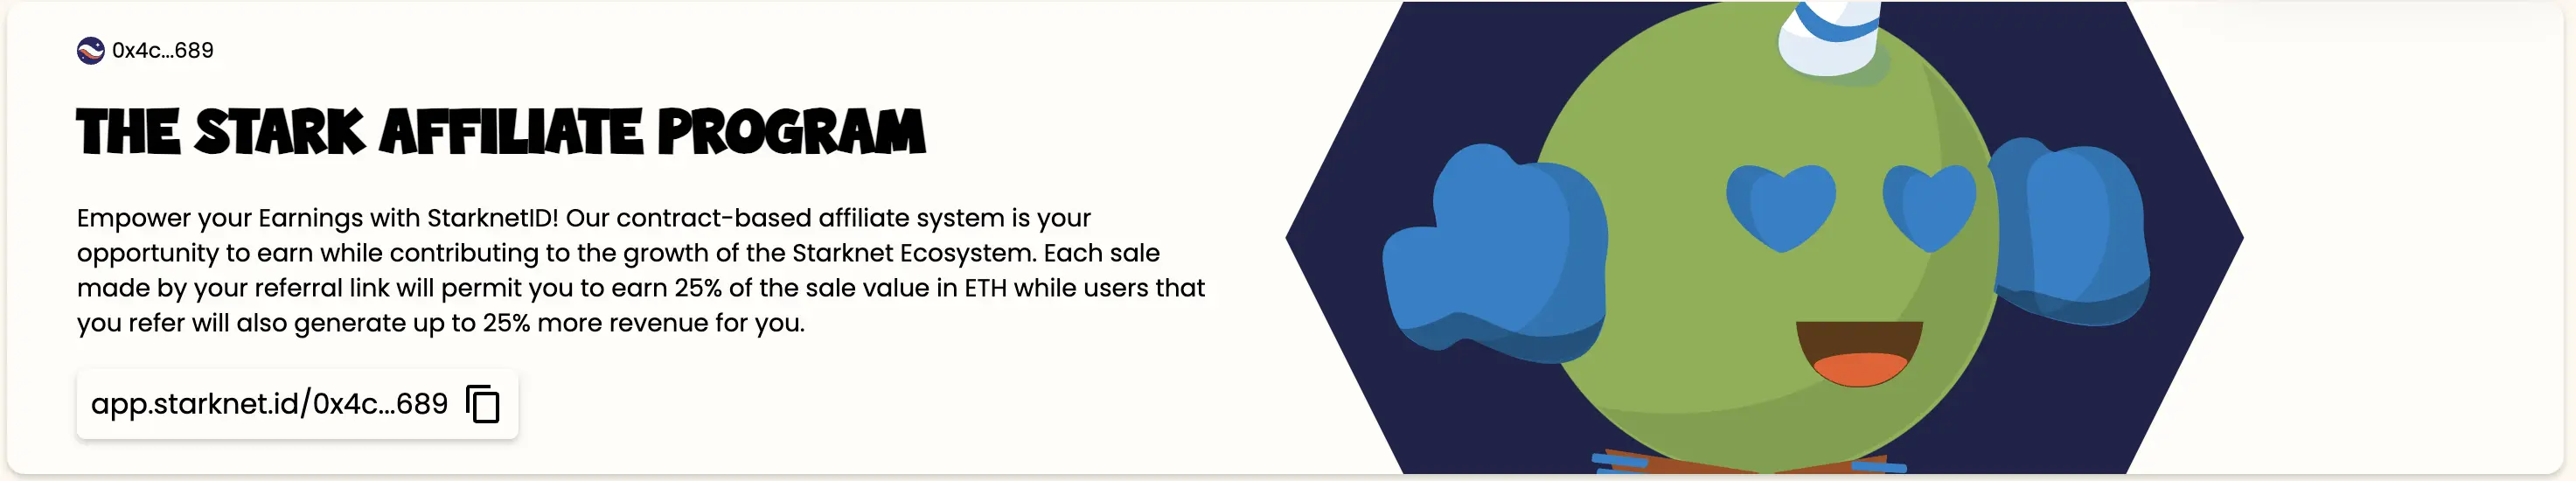 0x4c...689
THE STARK AFFILIATE PROGRAM
Empower your Earnings with StarknetID! Our contract-based affiliate system is your
opportunity to earn while contributing to the growth of the Starknet Ecosystem. Each sale
made by your referral link will permit you to earn 25% of the sale value in ETH while users that
you refer will also generate up to 25% more revenue for you.
app.starknet.id/0x4c...689